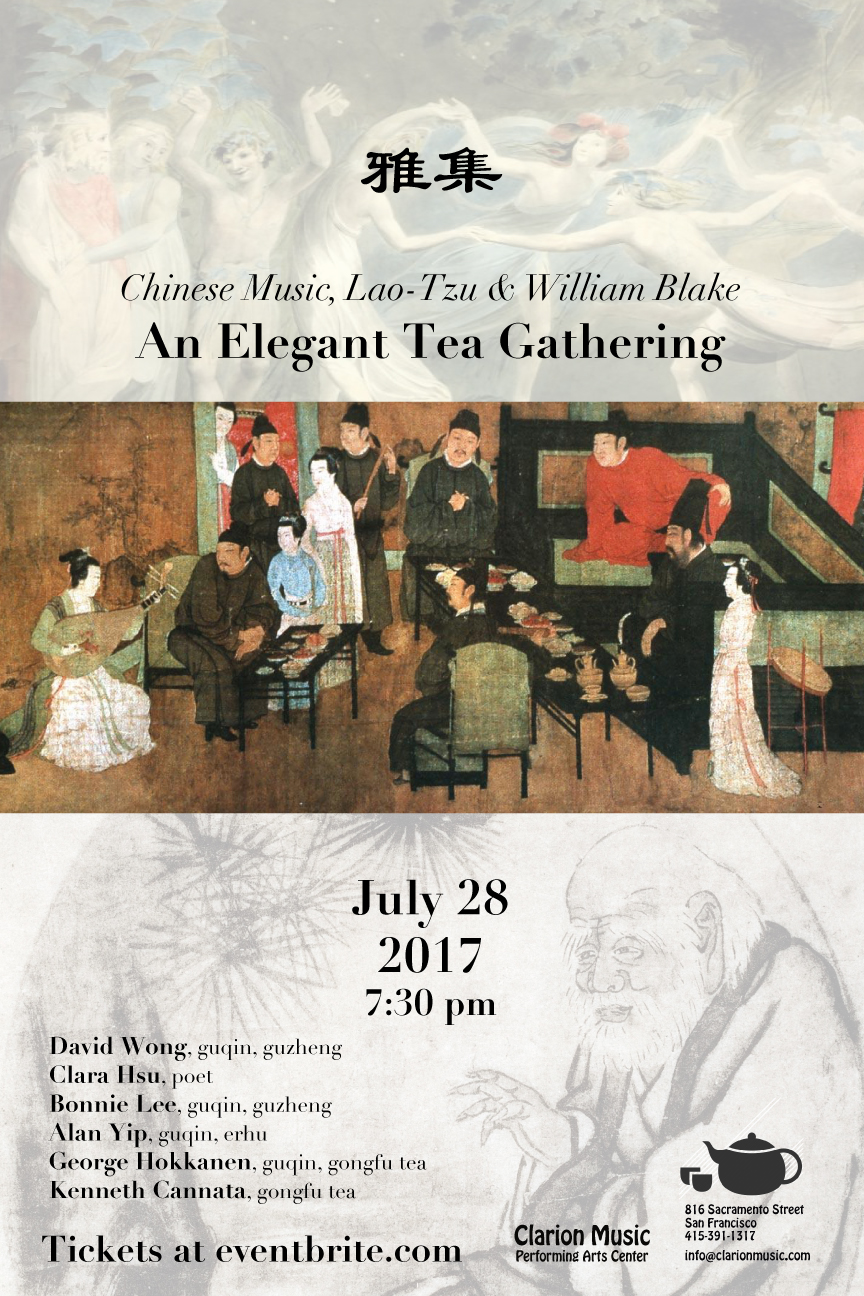 雅集
Chinese Music, Lao-Tzu & William Blake
An Elegant Tea Gathering
July 28
2017
7:30 pm
David Wong, guqin, guzheng
Clara Hsu, poet
Bonnie Lee, guqin, guzheng
Alan Yip, guqin, erhu
George Hokkanen, guqin, gongfu tea
Kenneth Cannata, gongfu tea
Tickets at eventbrite.com
Clarion Music
Performing Arts Center
816 Sacramento Street
San Francisco
415-391-1317
info@clarionmusic.com